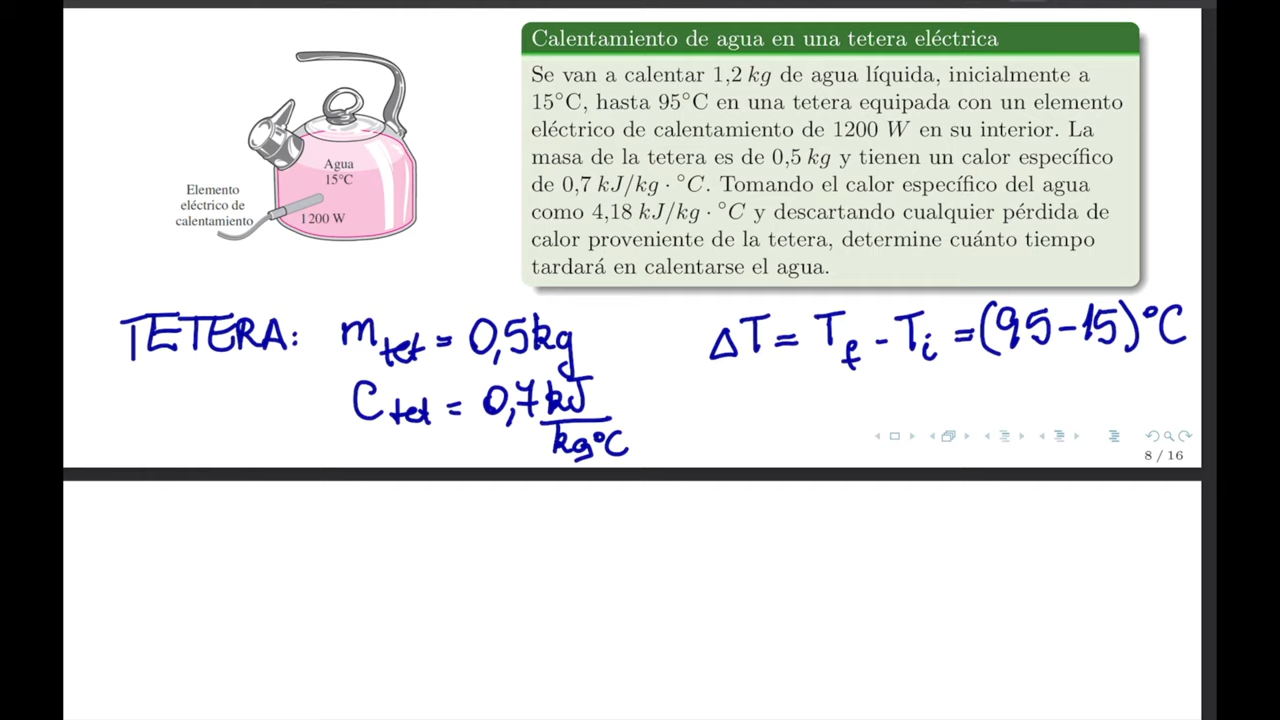 Calentamiento de agua en una tetera eléctrica
Se van a calentar 1,2 kg de agua líquida, inicialmente a
15°C, hasta 95°C en una tetera equipada con un elemento
eléctrico de calentamiento de 1200 W en su interior. La
masa de la tetera es de 0,5 kg y tienen un calor específico
de 0,7 kJ/kg · °C. Tomando el calor específico del agua
como 4,18 kJ/kg · °C y descartando cualquier pérdida de
calor proveniente de la tetera, determine cuánto tiempo
tardará en calentarse el agua.
Agua
15°C
Elemento
eléctrico de
calentamiento
1 200 W
TETERA: m_tet = 0,5 kg
C_tet = 0,7 kJ/kg°C
ΔT = T_f - T_i = (95-15)°C
8 / 16